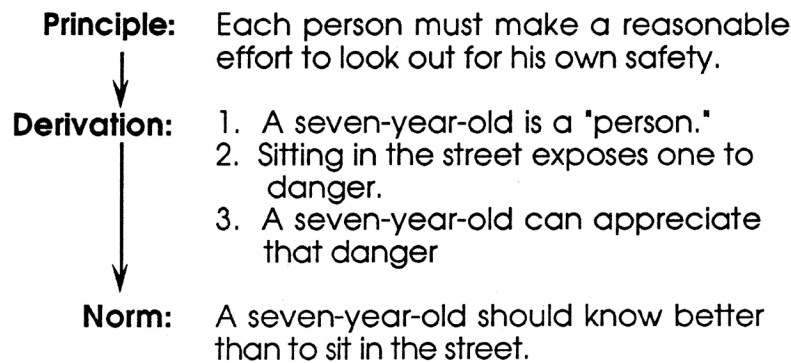 Principle: Each person must make a reasonable
effort to look out for his own safety.
Derivation: 1. A seven-year-old is a "person."
2. Sitting in the street exposes one to
danger.
3. A seven-year-old can appreciate
that danger
Norm: A seven-year-old should know better
than to sit in the street.